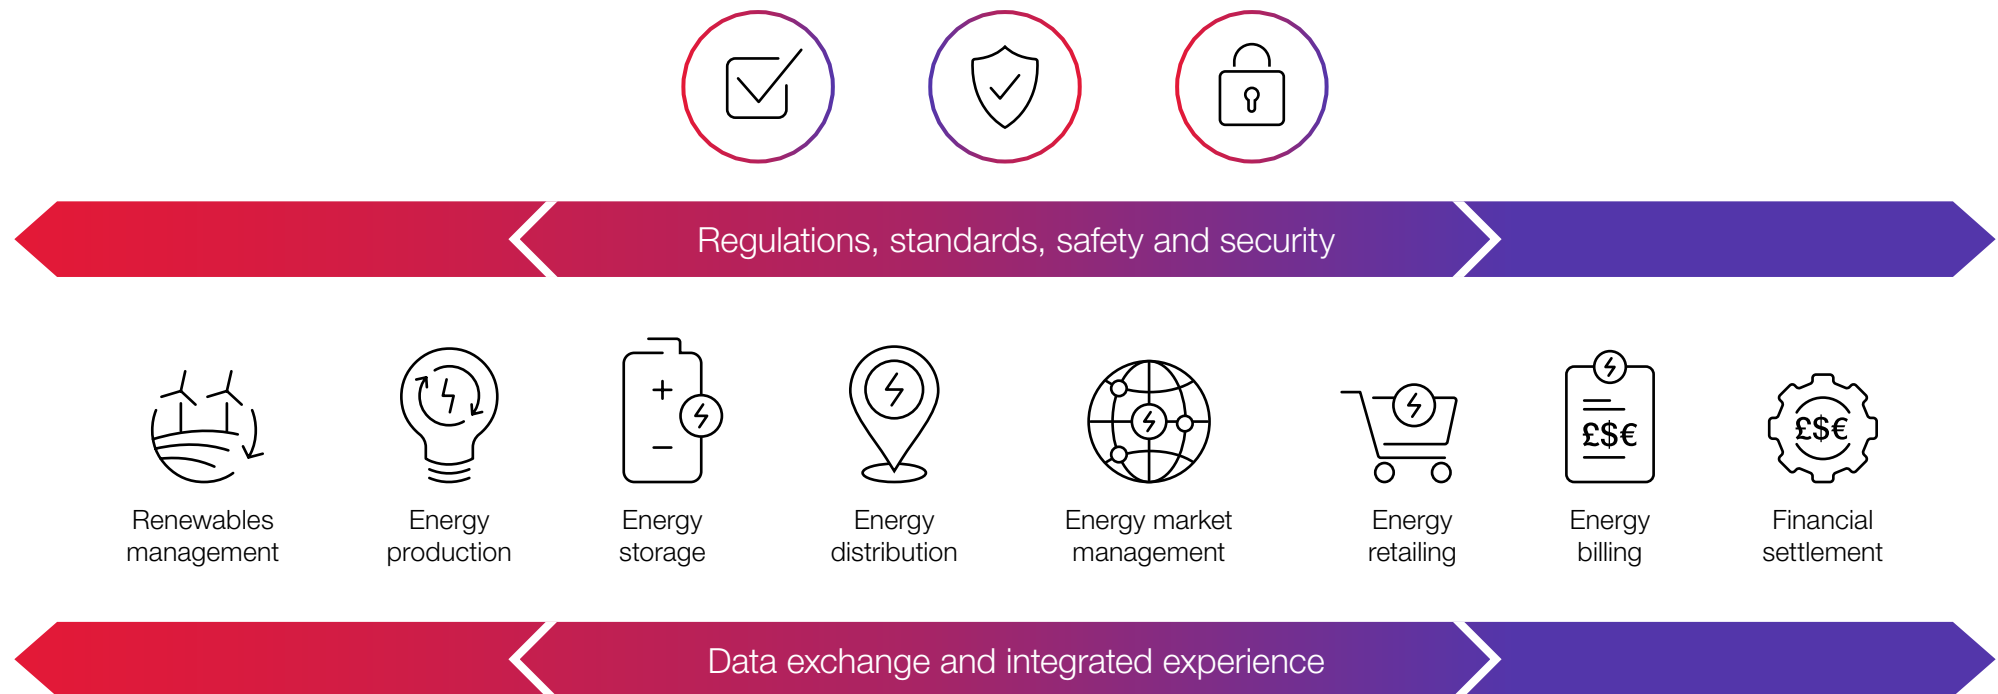 Regulations, standards, safety and security
£$€
£$€
Renewables
management
Energy
production
Energy
storage
Energy
distribution
Energy market
management
Energy
retailing
Energy
billing
Financial
settlement
Data exchange and integrated experience